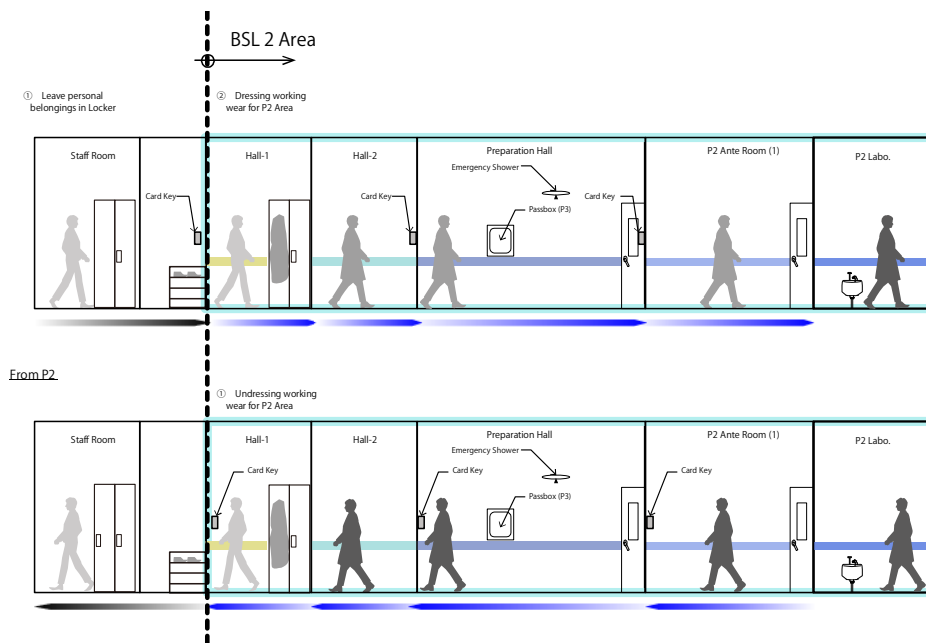 BSL 2 Area
① Leave personal
belongings in Locker
② Dressing working
wear for P2 Area
Staff Room
Hall-1
Hall-2
Preparation Hall
P2 Ante Room (1)
P2 Labo.
Emergency Shower
Card Key
Card Key
Passbox (P3)
Card Key
From P2
① Undressing working
wear for P2 Area
Staff Room
Hall-1
Hall-2
Preparation Hall
P2 Ante Room (1)
P2 Labo.
Emergency Shower
Card Key
Card Key
Card Key
Passbox (P3)